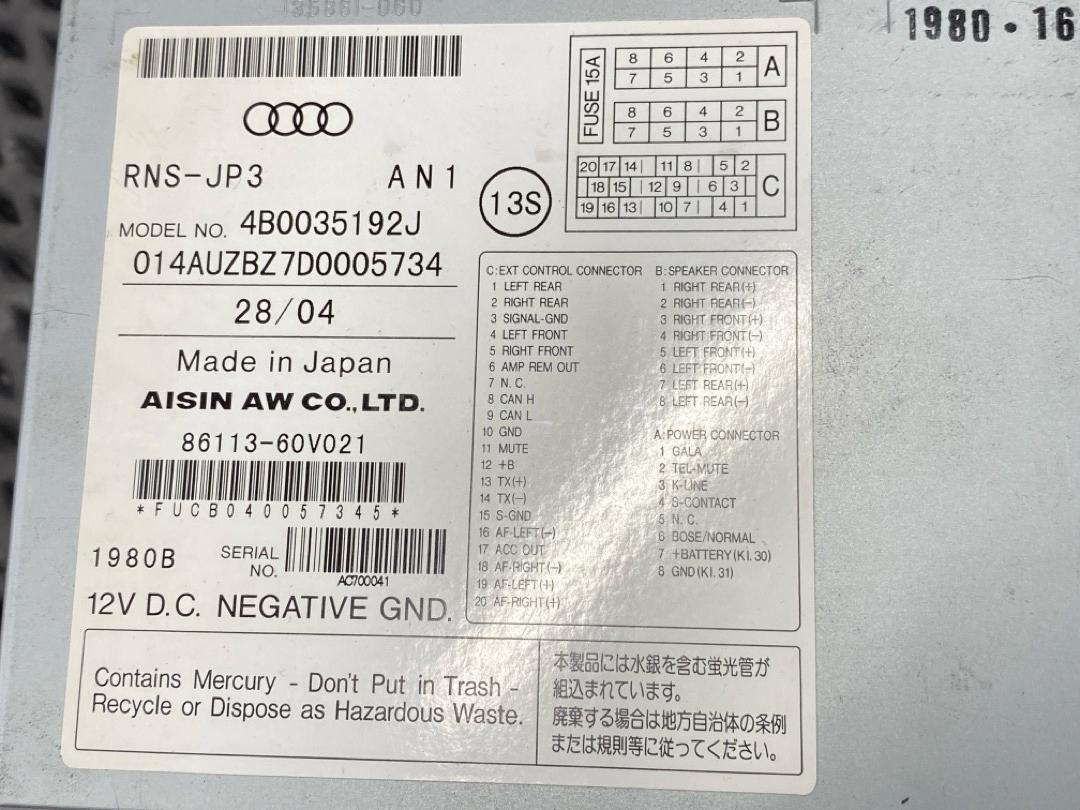 35861-060
1980・16
RNS-JP3 AN1
MODEL NO. 4B0035192J
014AUZBZ7D0005734
28/04
Made in Japan
AISIN AW CO.,LTD.
86113-60V021
*FUCB040057345*
1980B
SERIAL NO.
AC700041
12V D.C. NEGATIVE GND.
13S
FUSE 15A
8 6 4 2
7 5 3 1
A
8 6 4 2
7 5 3 1
B
20 17 14 11 8 5 2
18 15 12 9 6 3
19 16 13 10 7 4 1
C
C:EXT CONTROL CONNECTOR
1 LEFT REAR
2 RIGHT REAR
3 SIGNAL-GND
4 LEFT FRONT
5 RIGHT FRONT
6 AMP REM OUT
7 N.C.
8 CAN H
9 CAN L
10 GND
11 MUTE
12 +B
13 TX(+)
14 TX(-)
15 S-GND
16 AF-LEFT(-)
17 ACC OUT
18 AF-RIGHT(-)
19 AF-LEFT(+)
20 AF-RIGHT(+)
B:SPEAKER CONNECTOR
1 RIGHT REAR(+)
2 RIGHT REAR(-)
3 RIGHT FRONT(+)
4 RIGHT FRONT(-)
5 LEFT FRONT(+)
6 LEFT FRONT(-)
7 LEFT REAR(+)
8 LEFT REAR(-)
A:POWER CONNECTOR
1 GALA
2 TEL-MUTE
3 K-LINE
4 S-CONTACT
5 N.C.
6 BOSE/NORMAL
7 +BATTERY(KI.30)
8 GND(KI.31)
Contains Mercury - Don't Put in Trash -
Recycle or Dispose as Hazardous Waste.
本製品には水銀を含む蛍光管が
組込まれています。
廃棄する場合は地方自治体の条例
または規則等に従ってください。